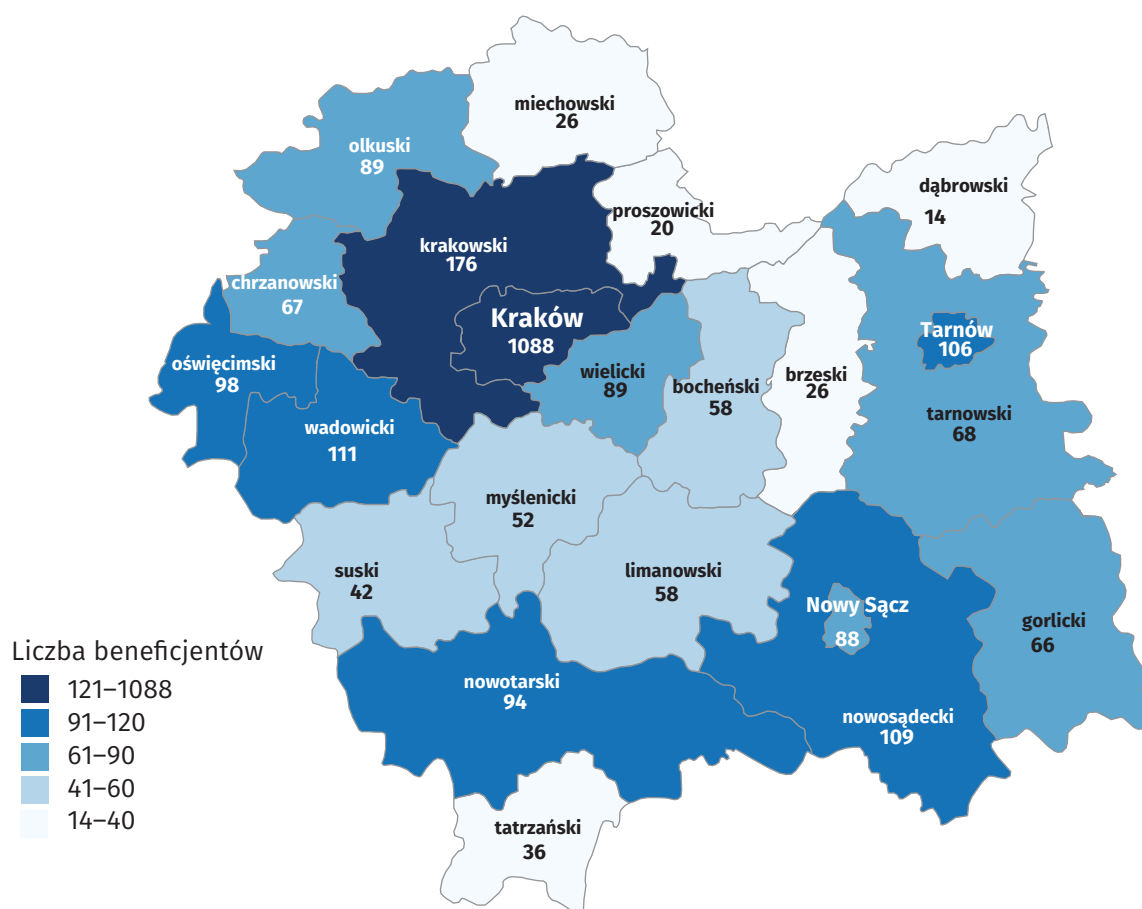 miechowski
26
olkuski
89
dąbrowski
14
proszowicki
20
krakowski
176
chrzanowski
67
Kraków
1088
Tarnów
106
oświęcimski
98
wielicki
89
bocheński
58
brzeski
26
tarnowski
68
wadowicki
111
myślenicki
52
suski
42
limanowski
58
Nowy Sącz
88
gorlicki
66
nowotarski
94
nowosądecki
109
tatrzański
36
Liczba beneficjentów
121–1088
91–120
61–90
41–60
14–40